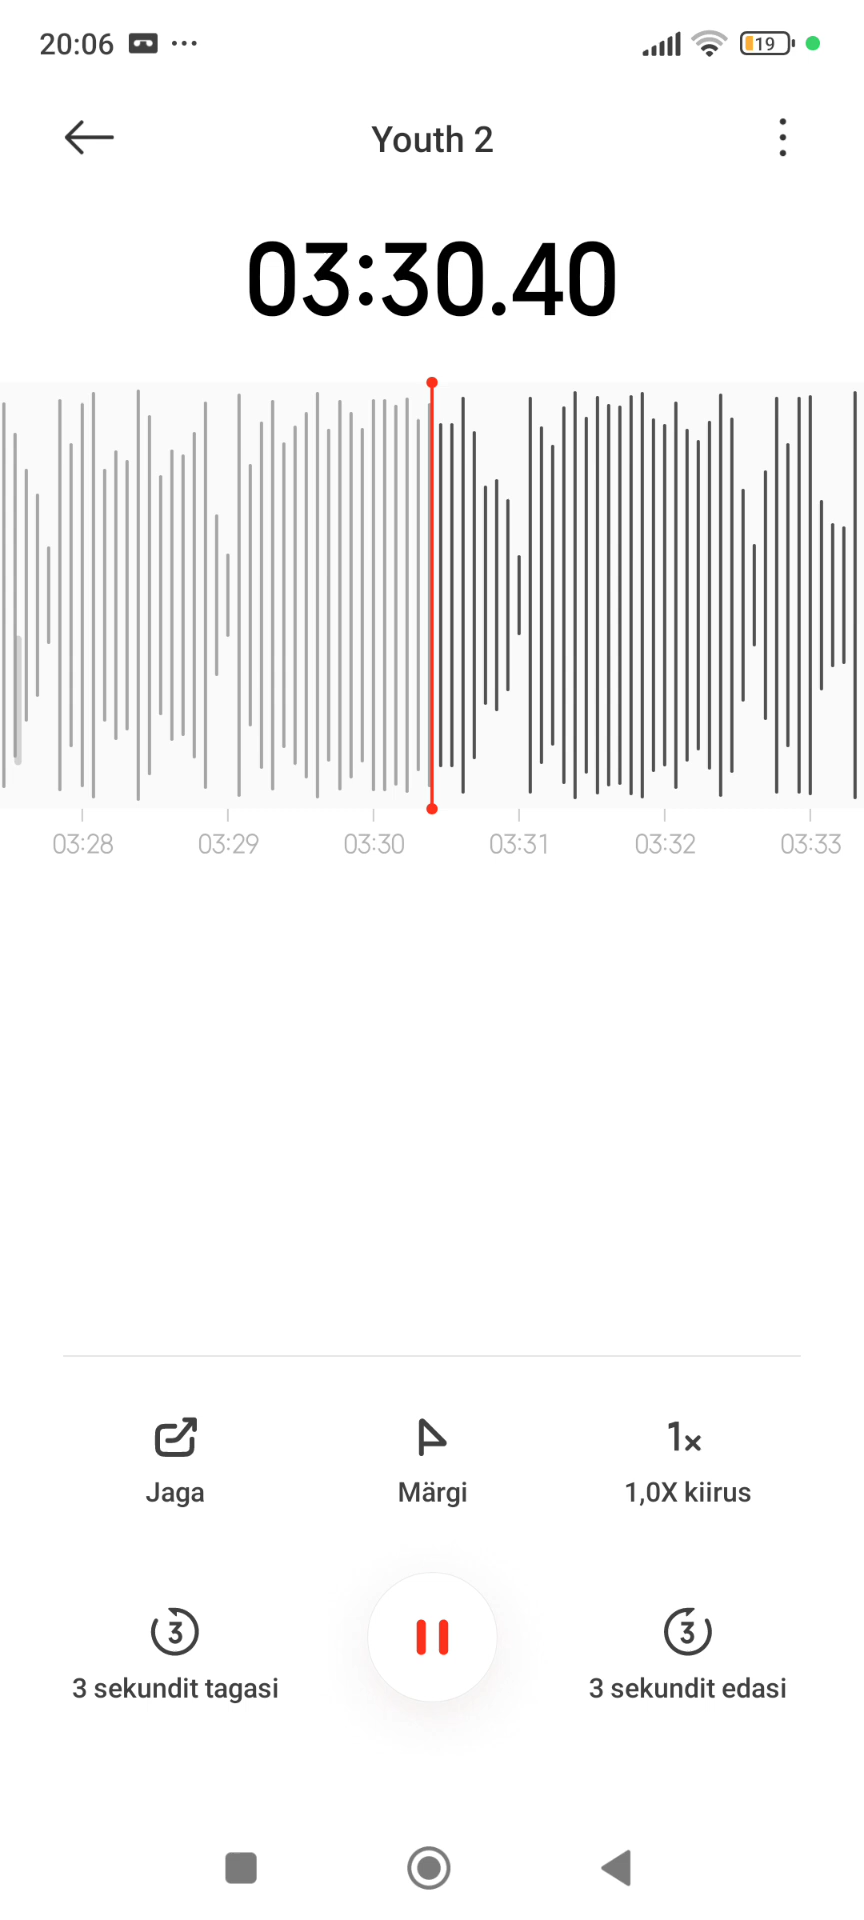 20:06 19
Youth 2
03:30.40
03:28 03:29 03:30 03:31 03:32 03:33
1x
Jaga Märgi 1,0X kiirus
3 3
3 sekundit tagasi 3 sekundit edasi